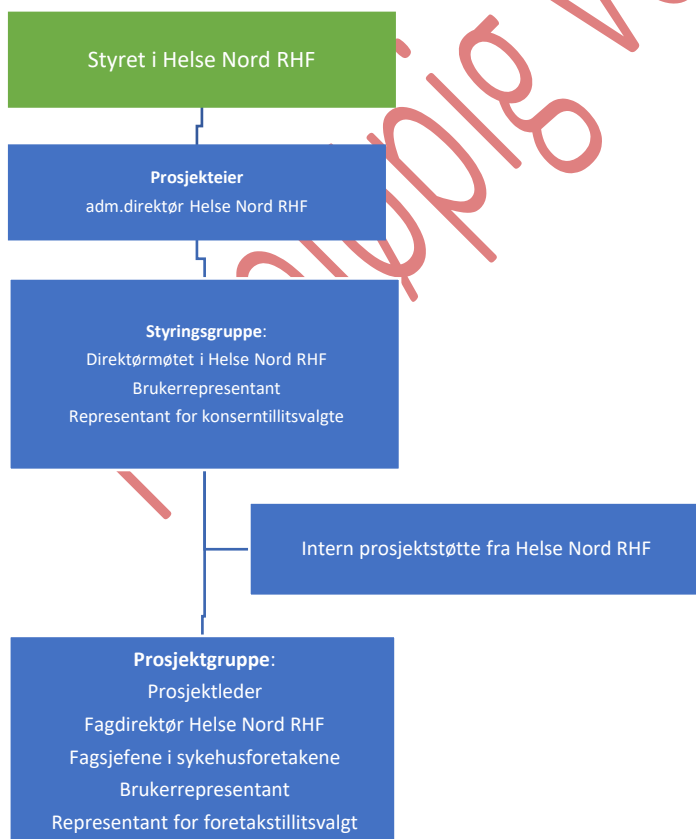 Styret i Helse Nord RHF
Prosjekteier
adm.direktør Helse Nord RHF
Styringsgruppe:
Direktørmøtet i Helse Nord RHF
Brukerrepresentant
Representant for konserntillitsvalgte
Intern prosjektstøtte fra Helse Nord RHF
Prosjektgruppe:
Prosjektleder
Fagdirektør Helse Nord RHF
Fagsjefene i sykehusforetakene
Brukerrepresentant
Representant for foretakstillitsvalgt